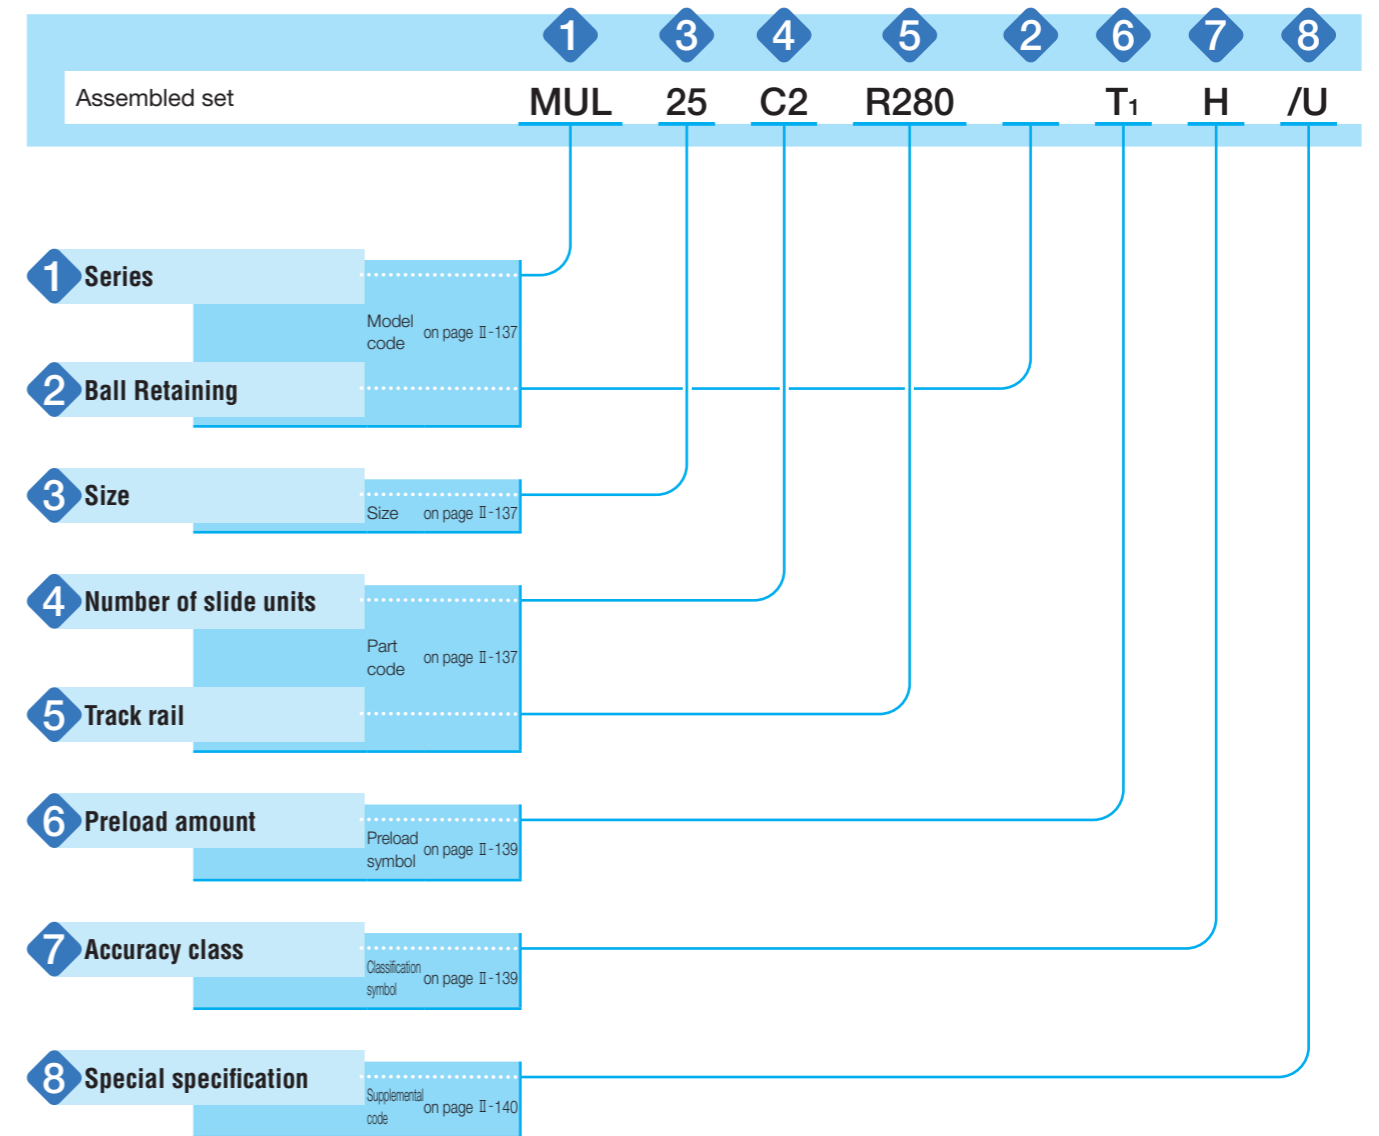 1 3 4 5 2 6 7 8
Assembled set MUL 25 C2 R280 T1 H /U
1 Series
Model code on page Ⅱ-137
2 Ball Retaining
3 Size
Size on page Ⅱ-137
4 Number of slide units
Part code on page Ⅱ-137
5 Track rail
6 Preload amount
Preload symbol on page Ⅱ-139
7 Accuracy class
Classification symbol on page Ⅱ-139
8 Special specification
Supplemental code on page Ⅱ-140